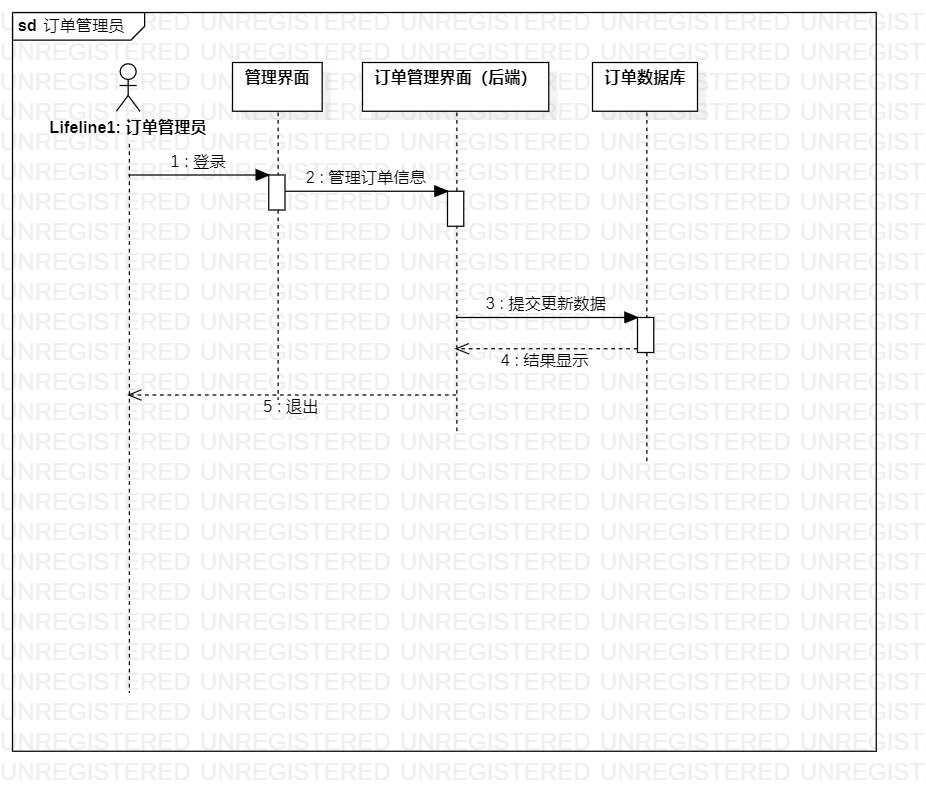 sd 订单管理员
管理界面
订单管理界面（后端）
订单数据库
Lifeline1: 订单管理员
1 : 登录
2 : 管理订单信息
3 : 提交更新数据
4 : 结果显示
5 : 退出
UNREGISTERED UNREGISTERED UNREGISTERED UNREGISTERED UNREGIST